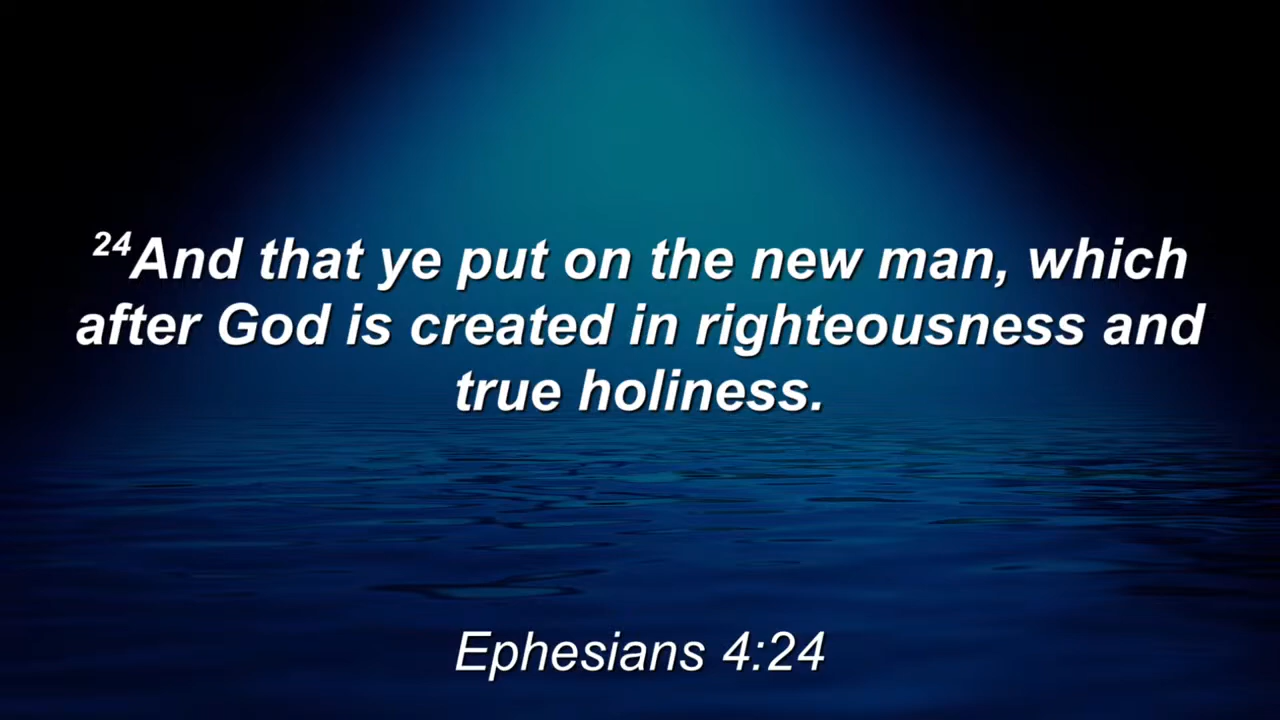 ²⁴And that ye put on the new man, which
after God is created in righteousness and
true holiness.
Ephesians 4:24